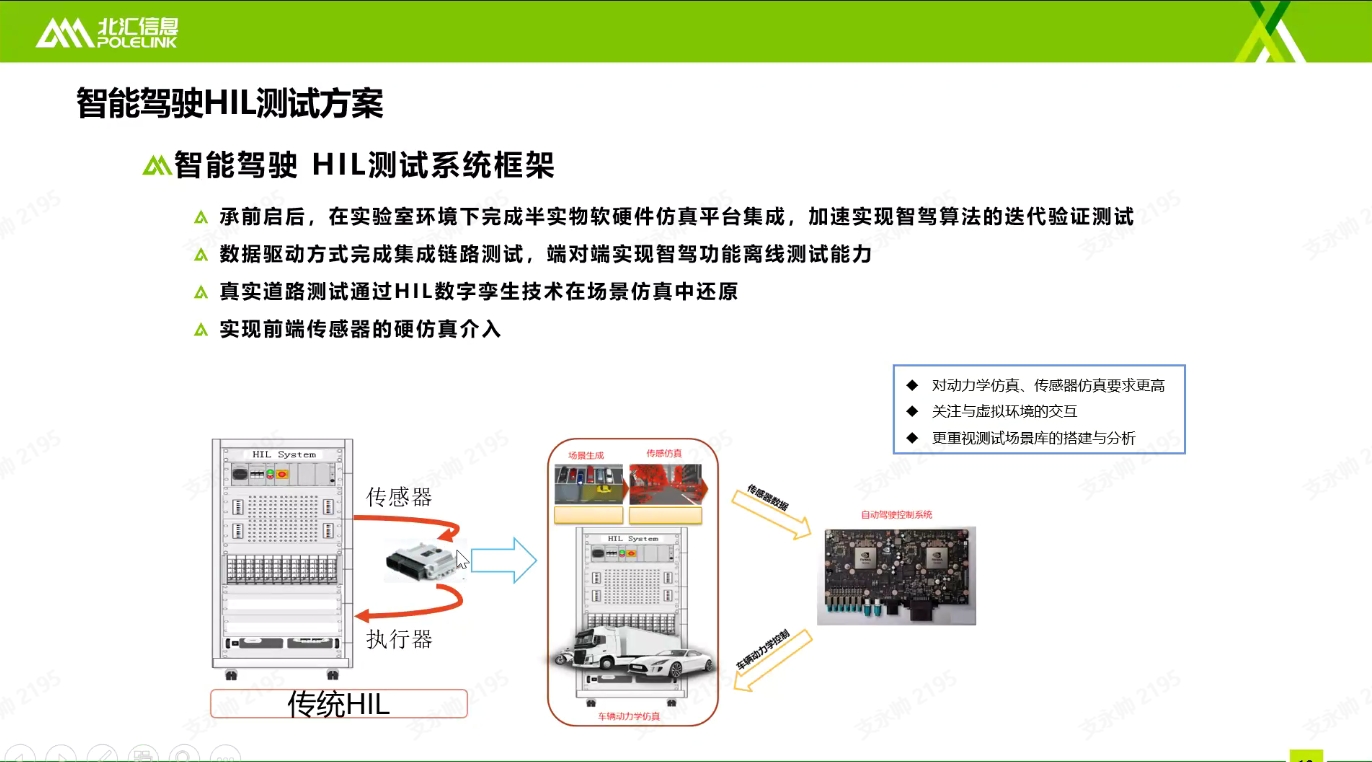 北汇信息
POLELINK
智能驾驶HIL测试方案
智能驾驶 HIL测试系统框架
承前启后，在实验室环境下完成半实物软硬件仿真平台集成，加速实现智驾算法的迭代验证测试
数据驱动方式完成集成链路测试，端对端实现智驾功能离线测试能力
真实道路测试通过HIL数字孪生技术在场景仿真中还原
实现前端传感器的硬仿真介入
对动力学仿真、传感器仿真要求更高
关注与虚拟环境的交互
更重视测试场景库的搭建与分析
HIL System
传感器
执行器
传统HIL
场景生成
传感仿真
HIL System
车辆动力学仿真
传感器数据
车辆动力学控制
自动驾驶控制系统
支永帅 2195